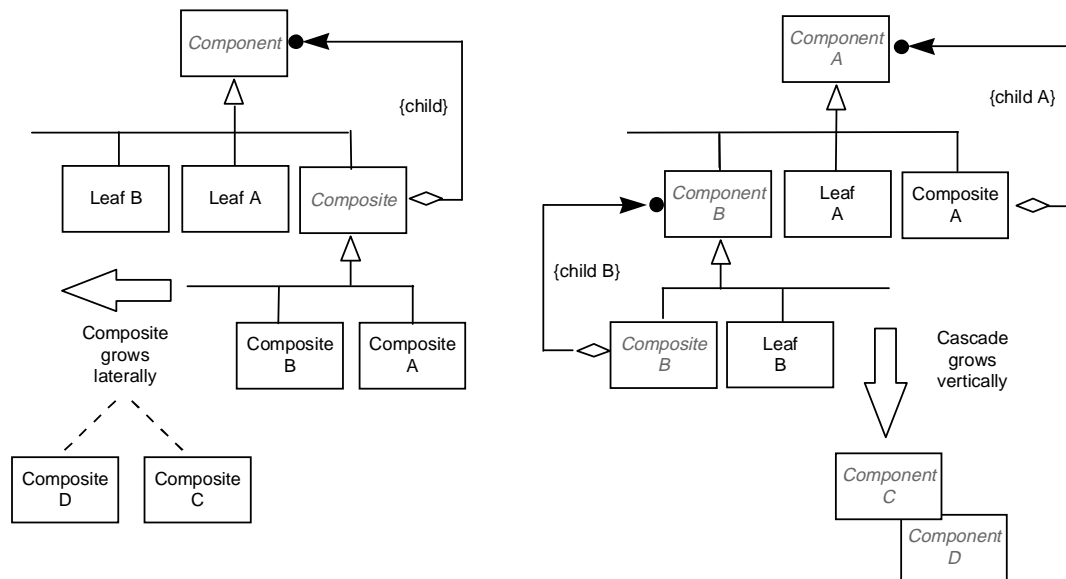 Component
{child}
Leaf B
Leaf A
Composite
Composite
grows
laterally
Composite
B
Composite
A
Composite
D
Composite
C
Component
A
{child A}
Component
B
Leaf
A
Composite
A
{child B}
Composite
B
Leaf
B
Cascade
grows
vertically
Component
C
Component
D